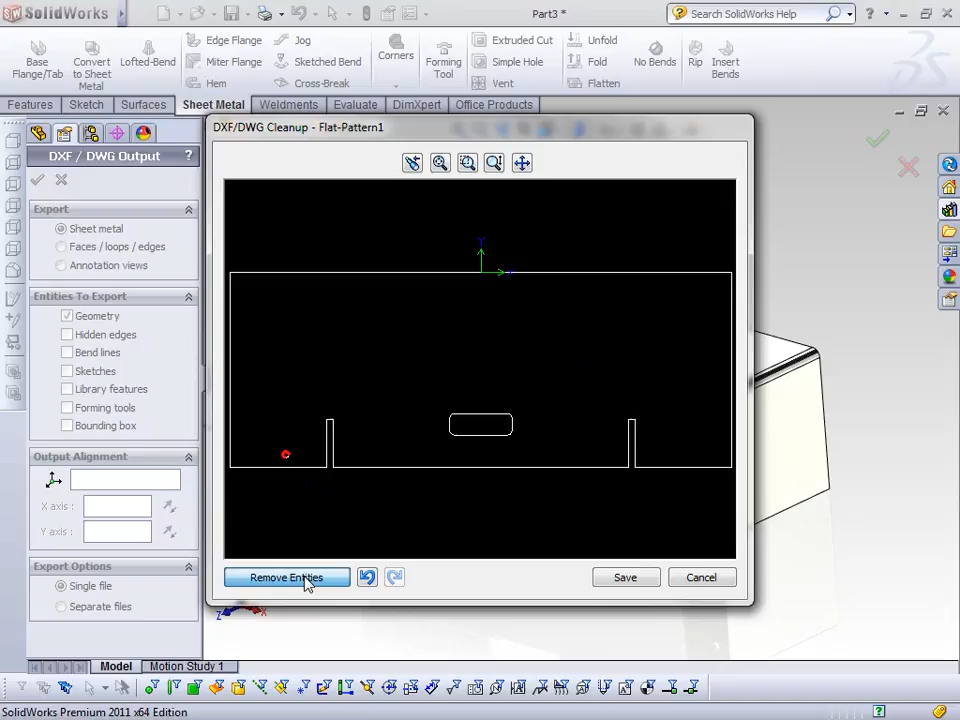 SolidWorks
Part3 *
Search SolidWorks Help
Base
Flange/Tab
Convert
to Sheet
Metal
Lofted-Bend
Edge Flange
Miter Flange
Hem
Jog
Sketched Bend
Cross-Break
Corners
Forming
Tool
Extruded Cut
Simple Hole
Vent
Unfold
Fold
Flatten
No Bends
Rip
Insert
Bends
Features
Sketch
Surfaces
Sheet Metal
Weldments
Evaluate
DimXpert
Office Products
DXF / DWG Output
?
Export
Sheet metal
Faces / loops / edges
Annotation views
Entities To Export
Geometry
Hidden edges
Bend lines
Sketches
Library features
Forming tools
Bounding box
Output Alignment
X axis :
Y axis :
Export Options
Single file
Separate files
DXF/DWG Cleanup - Flat-Pattern1
Y
Remove Entities
Save
Cancel
Z
X
Model
Motion Study 1
SolidWorks Premium 2011 x64 Edition